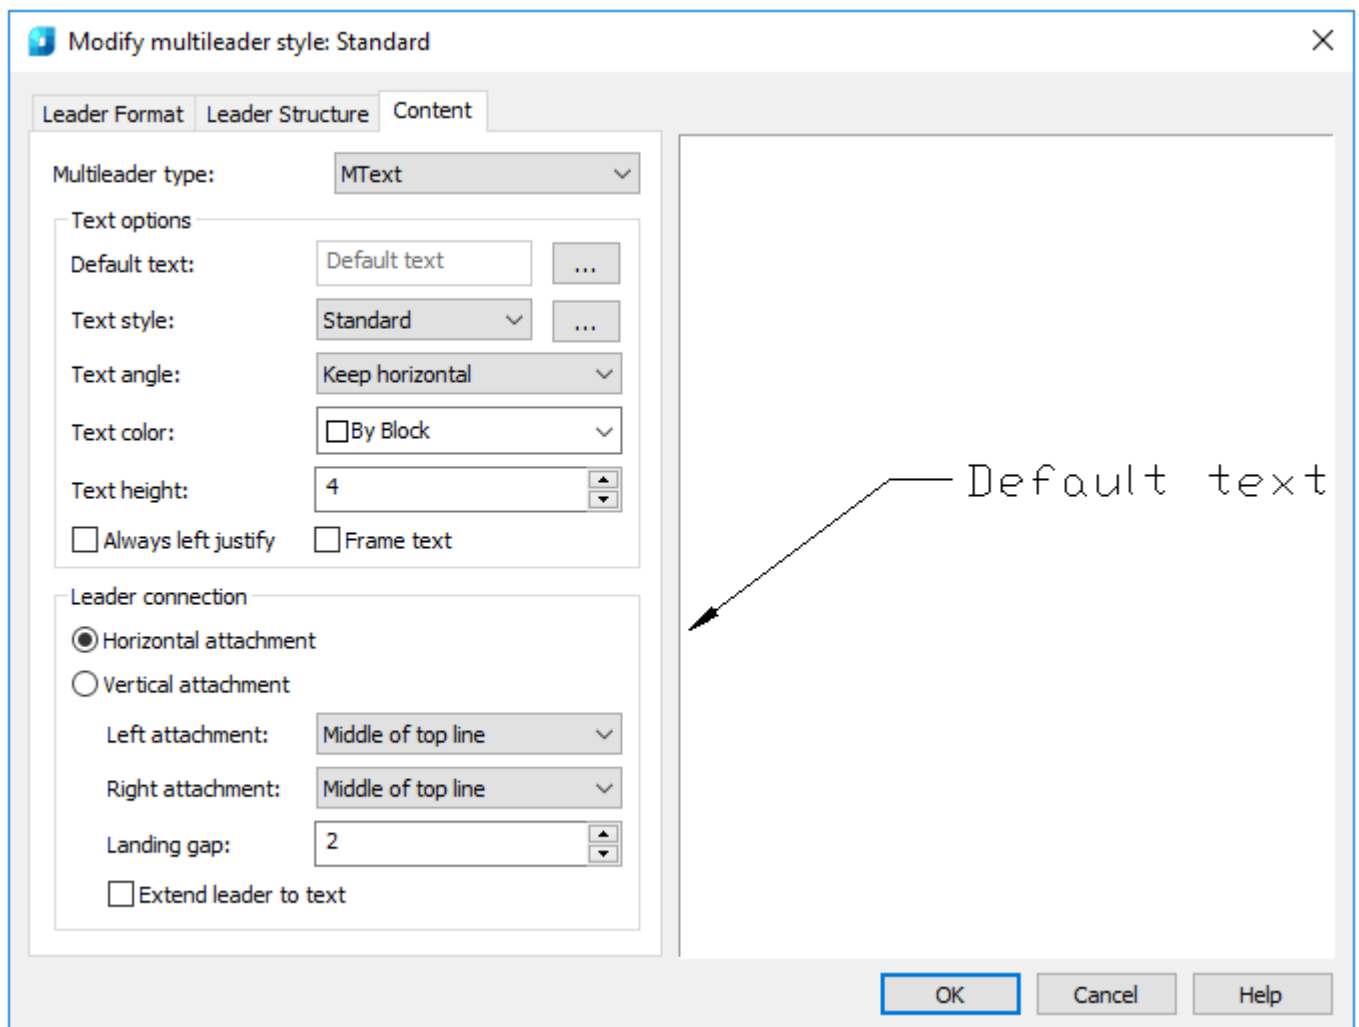 Modify multileader style: Standard
Leader Format Leader Structure Content
Multileader type: MText
Text options
Default text: Default text ...
Text style: Standard ...
Text angle: Keep horizontal
Text color: By Block
Text height: 4
Always left justify Frame text
Leader connection
Horizontal attachment
Vertical attachment
Left attachment: Middle of top line
Right attachment: Middle of top line
Landing gap: 2
Extend leader to text
Default text
OK Cancel Help